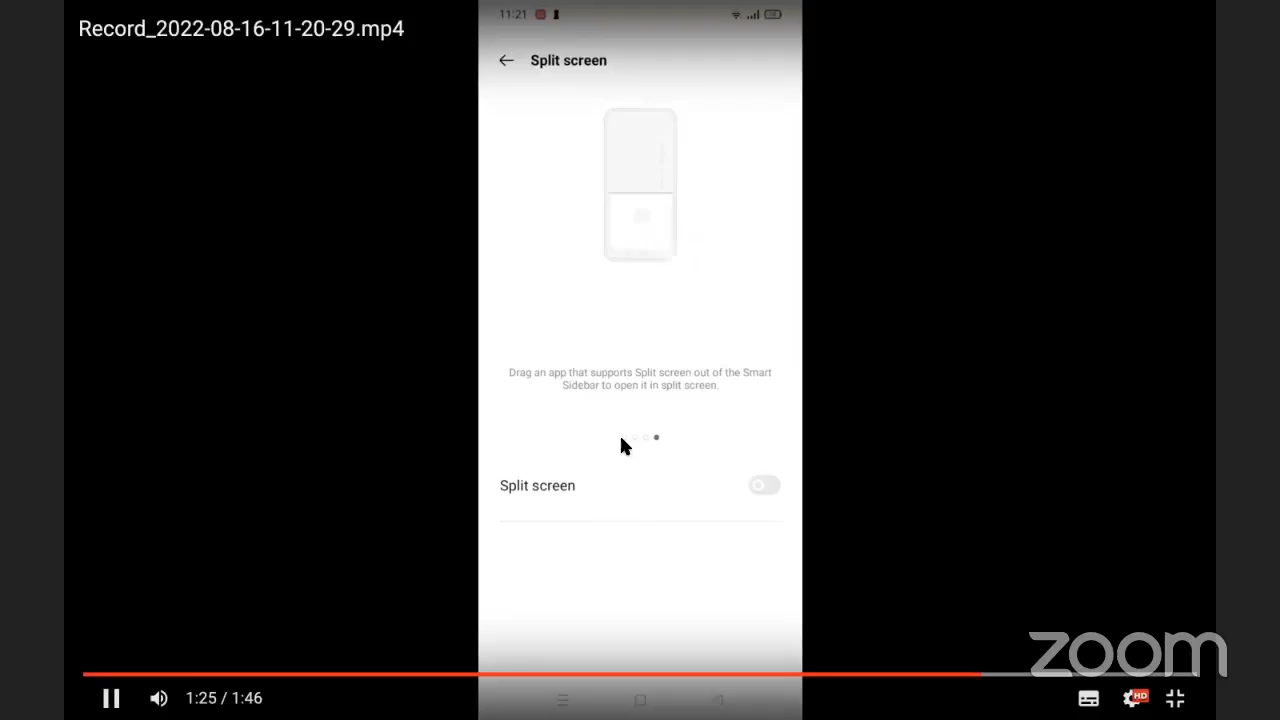 Record_2022-08-16-11-20-29.mp4
11:21
Split screen
Drag an app that supports Split screen out of the Smart
Sidebar to open it in split screen.
Split screen
zoom
1:25 / 1:46
HD